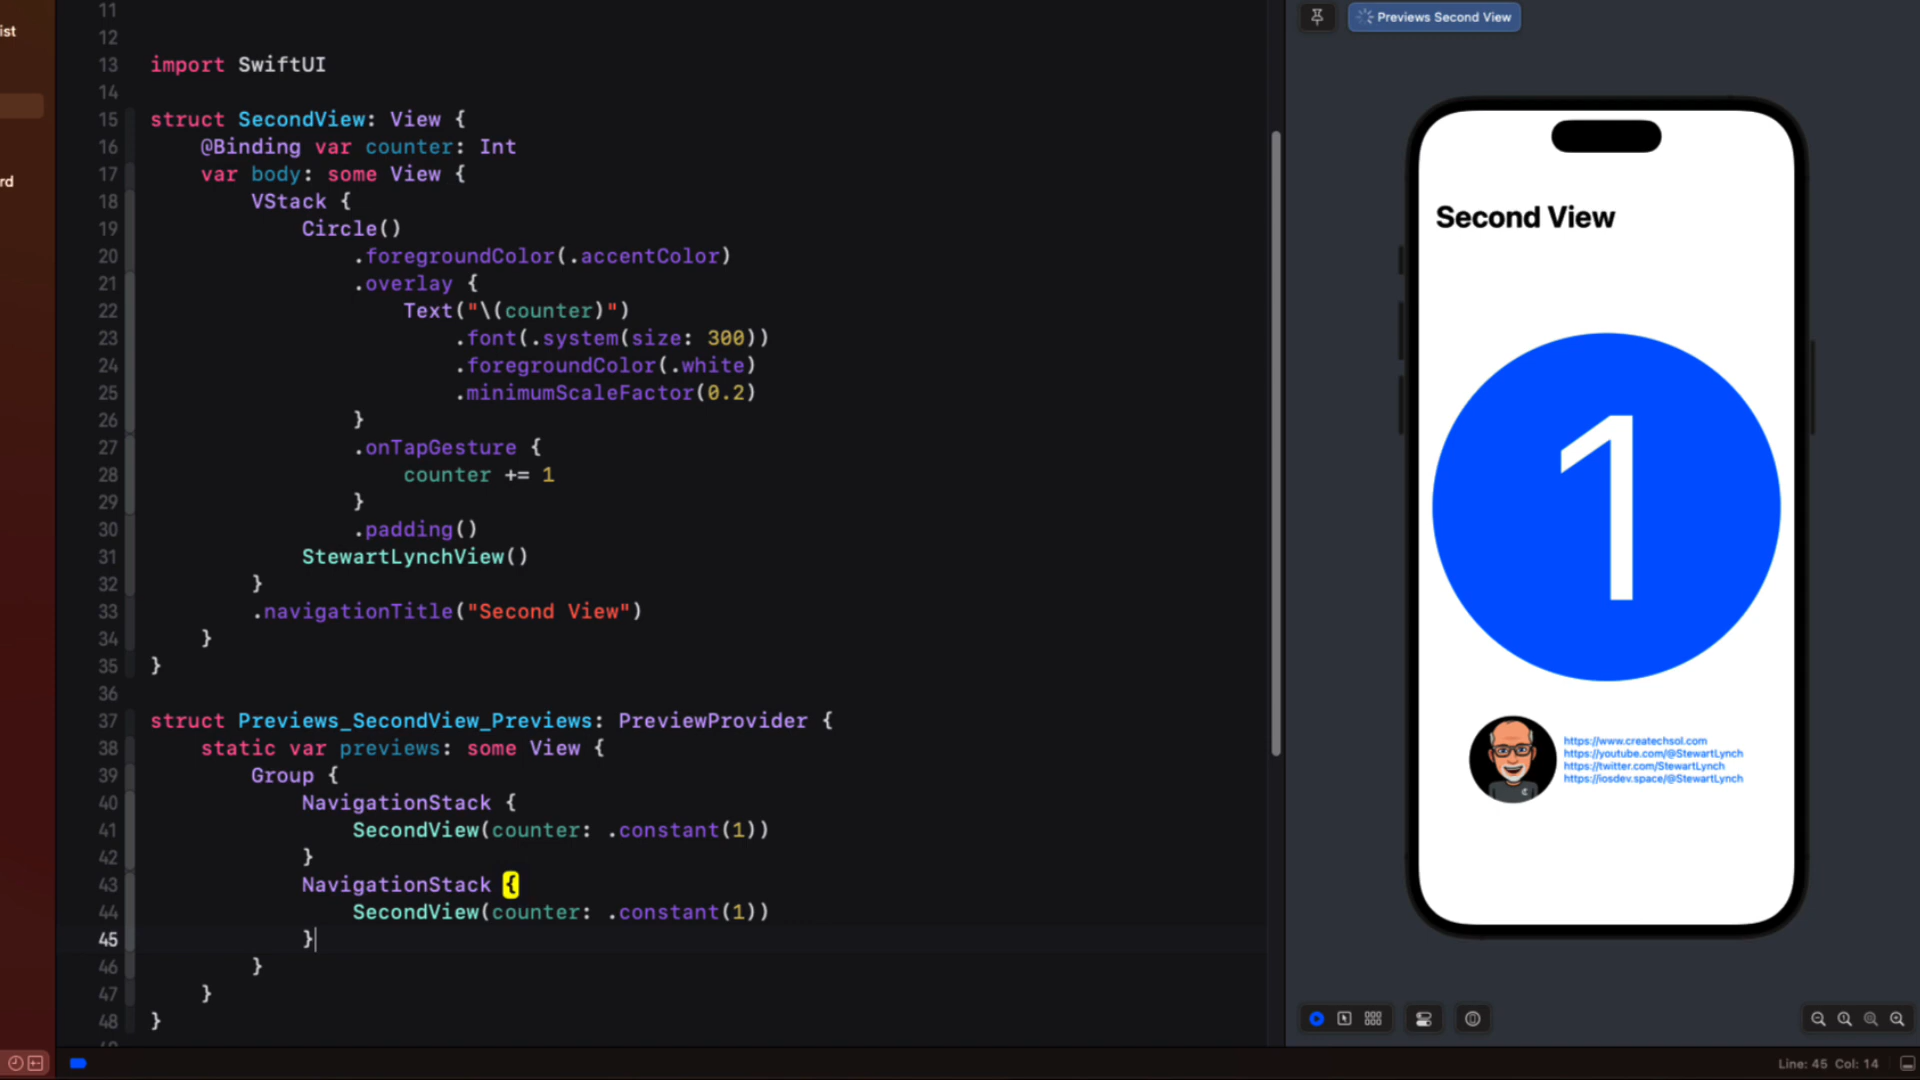 ist
rd
11
12
13 import SwiftUI
14
15 struct SecondView: View {
16 @Binding var counter: Int
17 var body: some View {
18 VStack {
19 Circle()
20 .foregroundColor(.accentColor)
21 .overlay {
22 Text("\(counter)")
23 .font(.system(size: 300))
24 .foregroundColor(.white)
25 .minimumScaleFactor(0.2)
26 }
27 .onTapGesture {
28 counter += 1
29 }
30 .padding()
31 StewartLynchView()
32 }
33 .navigationTitle("Second View")
34 }
35 }
36
37 struct Previews_SecondView_Previews: PreviewProvider {
38 static var previews: some View {
39 Group {
40 NavigationStack {
41 SecondView(counter: .constant(1))
42 }
43 NavigationStack {
44 SecondView(counter: .constant(1))
45 }
46 }
47 }
48 }
Previews Second View
Second View
1
https://www.createchsol.com
https://youtube.com/@StewartLynch
https://twitter.com/StewartLynch
https://iosdev.space/@StewartLynch
Line: 45 Col: 14